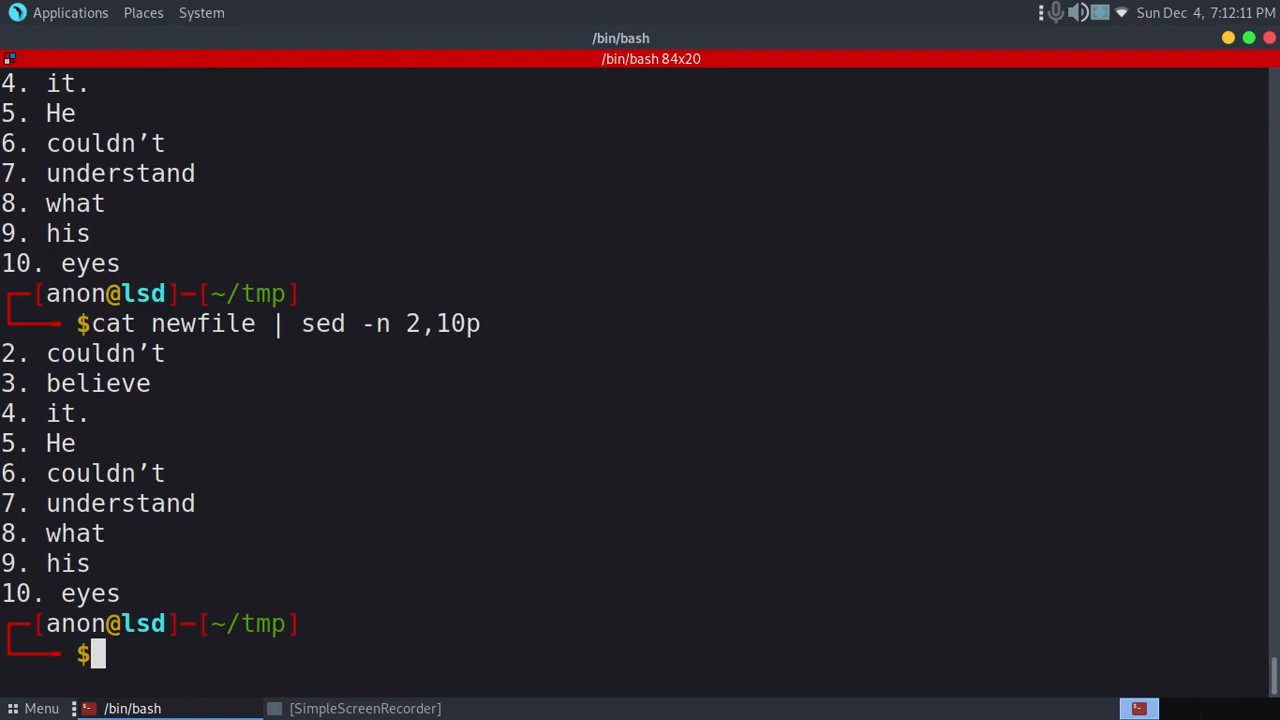 Applications Places System
Sun Dec 4, 7:12:11 PM
/bin/bash
/bin/bash 84x20
4. it.
5. He
6. couldn’t
7. understand
8. what
9. his
10. eyes
[anon@lsd]─[~/tmp]
$cat newfile | sed -n 2,10p
2. couldn’t
3. believe
4. it.
5. He
6. couldn’t
7. understand
8. what
9. his
10. eyes
[anon@lsd]─[~/tmp]
$
Menu /bin/bash [SimpleScreenRecorder]